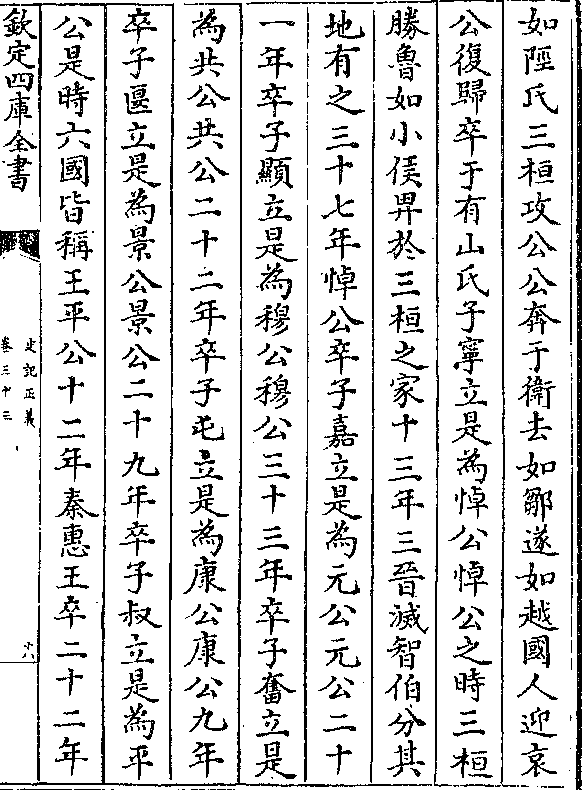 如陘氏三桓攻公公奔于衛去如鄒遂如越國人迎哀
公復歸卒于有山氏子寧立是為悼公悼公之時三桓
勝魯如小侯畀於三桓之家十三年三晉滅智伯分其
地有之三十七年悼公卒子嘉立是為元公元公二十
一年卒子顯立是為穆公穆公三十三年卒子奮立是
為共公共公二十二年卒子屯立是為康公康公九年
卒子匽立是為景公景公二十九年卒子叔立是為平
公是時六國皆稱王平公十二年秦惠王卒二十二年
欽定四庫全書
史記正義
卷三十三
十八